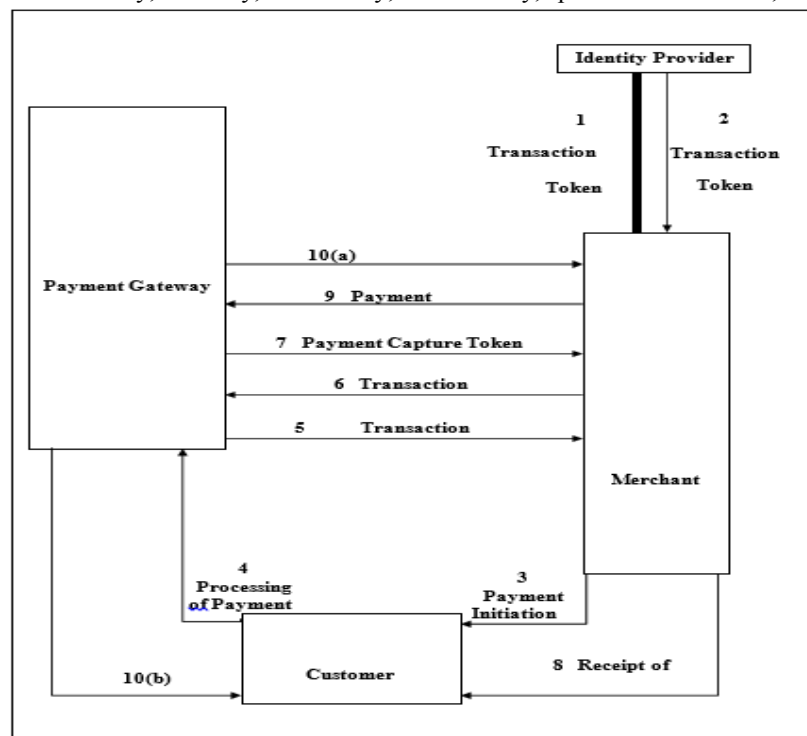 Identity Provider
1
Transaction
Token
2
Transaction
Token
10(a)
Payment Gateway
9 Payment
7 Payment Capture Token
6 Transaction
5 Transaction
Merchant
4
Processing
of Payment
3
Payment
Initiation
8 Receipt of
10(b)
Customer